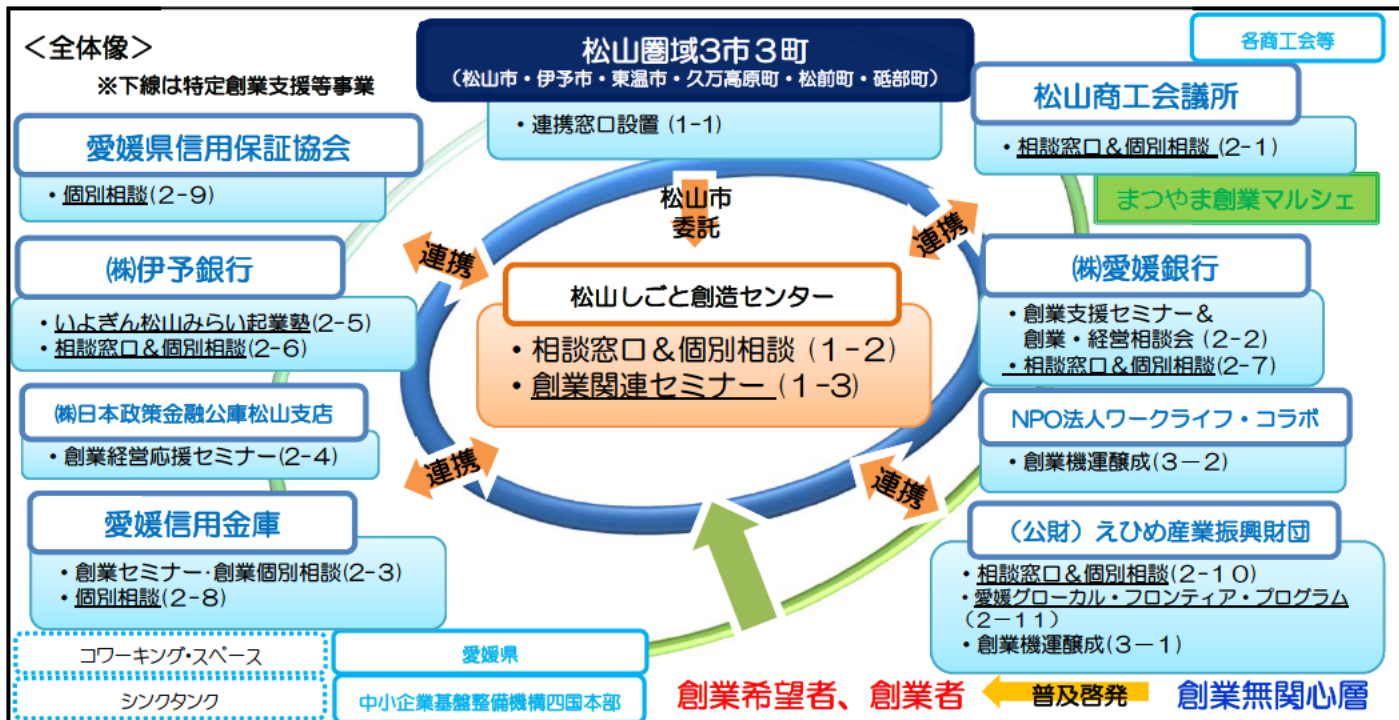 ＜全体像＞
※下線は特定創業支援等事業
松山圏域3市3町
（松山市・伊予市・東温市・久万高原町・松前町・砥部町）
・連携窓口設置 (1-1)
各商工会等
松山商工会議所
・相談窓口＆個別相談 (2-1)
まつやま創業マルシェ
愛媛県信用保証協会
・個別相談(2-9)
松山市
委託
連携
連携
㈱伊予銀行
・いよぎん松山みらい起業塾(2-5)
・相談窓口＆個別相談(2-6)
松山しごと創造センター
・相談窓口＆個別相談 (1-2)
・創業関連セミナー (1-3)
㈱愛媛銀行
・創業支援セミナー＆
創業・経営相談会 (2-2)
・相談窓口＆個別相談(2-7)
㈱日本政策金融公庫松山支店
・創業経営応援セミナー(2-4)
NPO法人ワークライフ・コラボ
・創業機運醸成(3－2)
連携
連携
愛媛信用金庫
・創業セミナー・創業個別相談(2-3)
・個別相談(2-8)
（公財）えひめ産業振興財団
・相談窓口＆個別相談(2-10)
・愛媛グローカル・フロンティア・プログラム
（2－11）
・創業機運醸成(3－1)
コワーキング・スペース
愛媛県
シンクタンク
中小企業基盤整備機構四国本部
創業希望者、創業者
普及啓発
創業無関心層